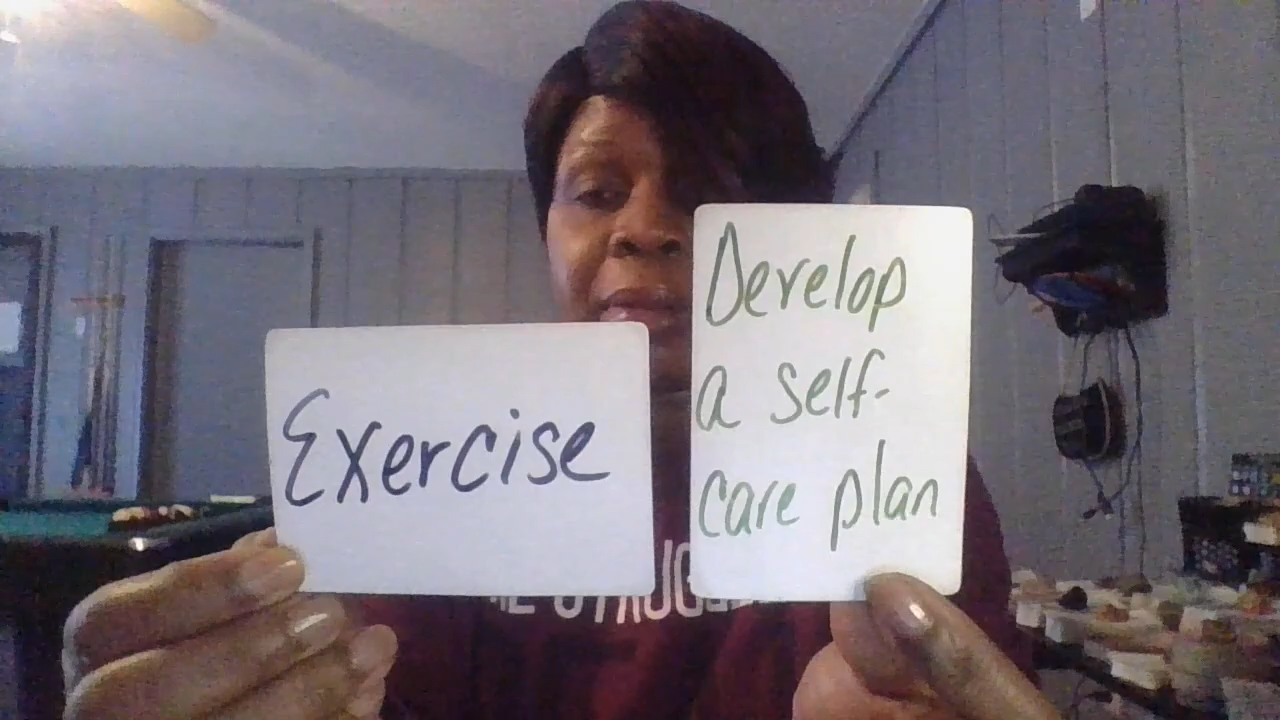 Exercise
Develop
a self-
care plan